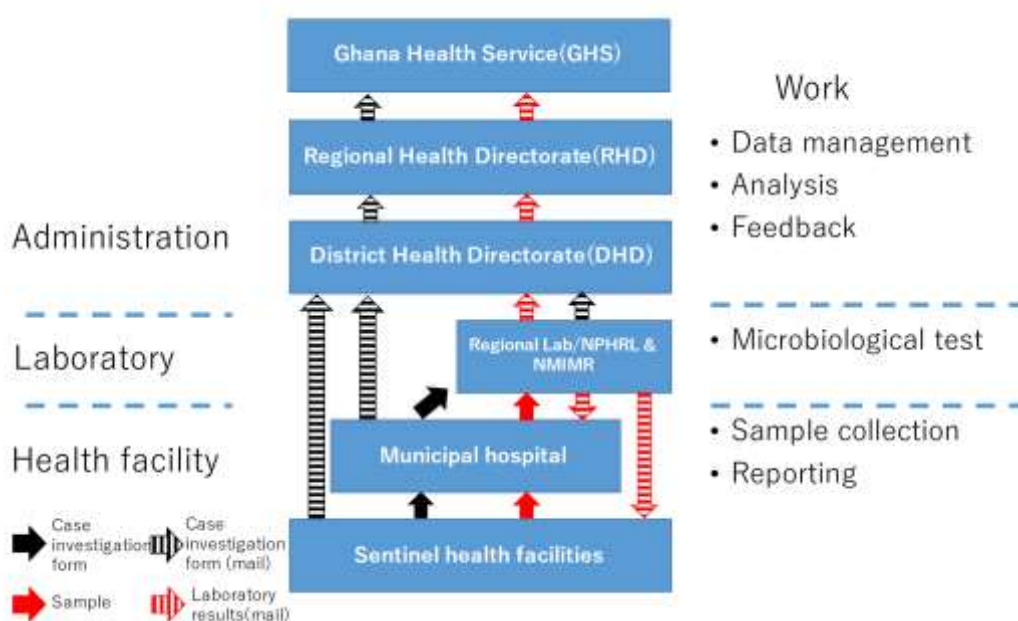 Ghana Health Service(GHS)
Regional Health Directorate(RHD)
District Health Directorate(DHD)
Regional Lab/NPHRL &
NMIMR
Municipal hospital
Sentinel health facilities
Administration
Laboratory
Health facility
Work
• Data management
• Analysis
• Feedback
• Microbiological test
• Sample collection
• Reporting
Case
investigation
form
Case
investigation
form (mail)
Sample
Laboratory
results(mail)